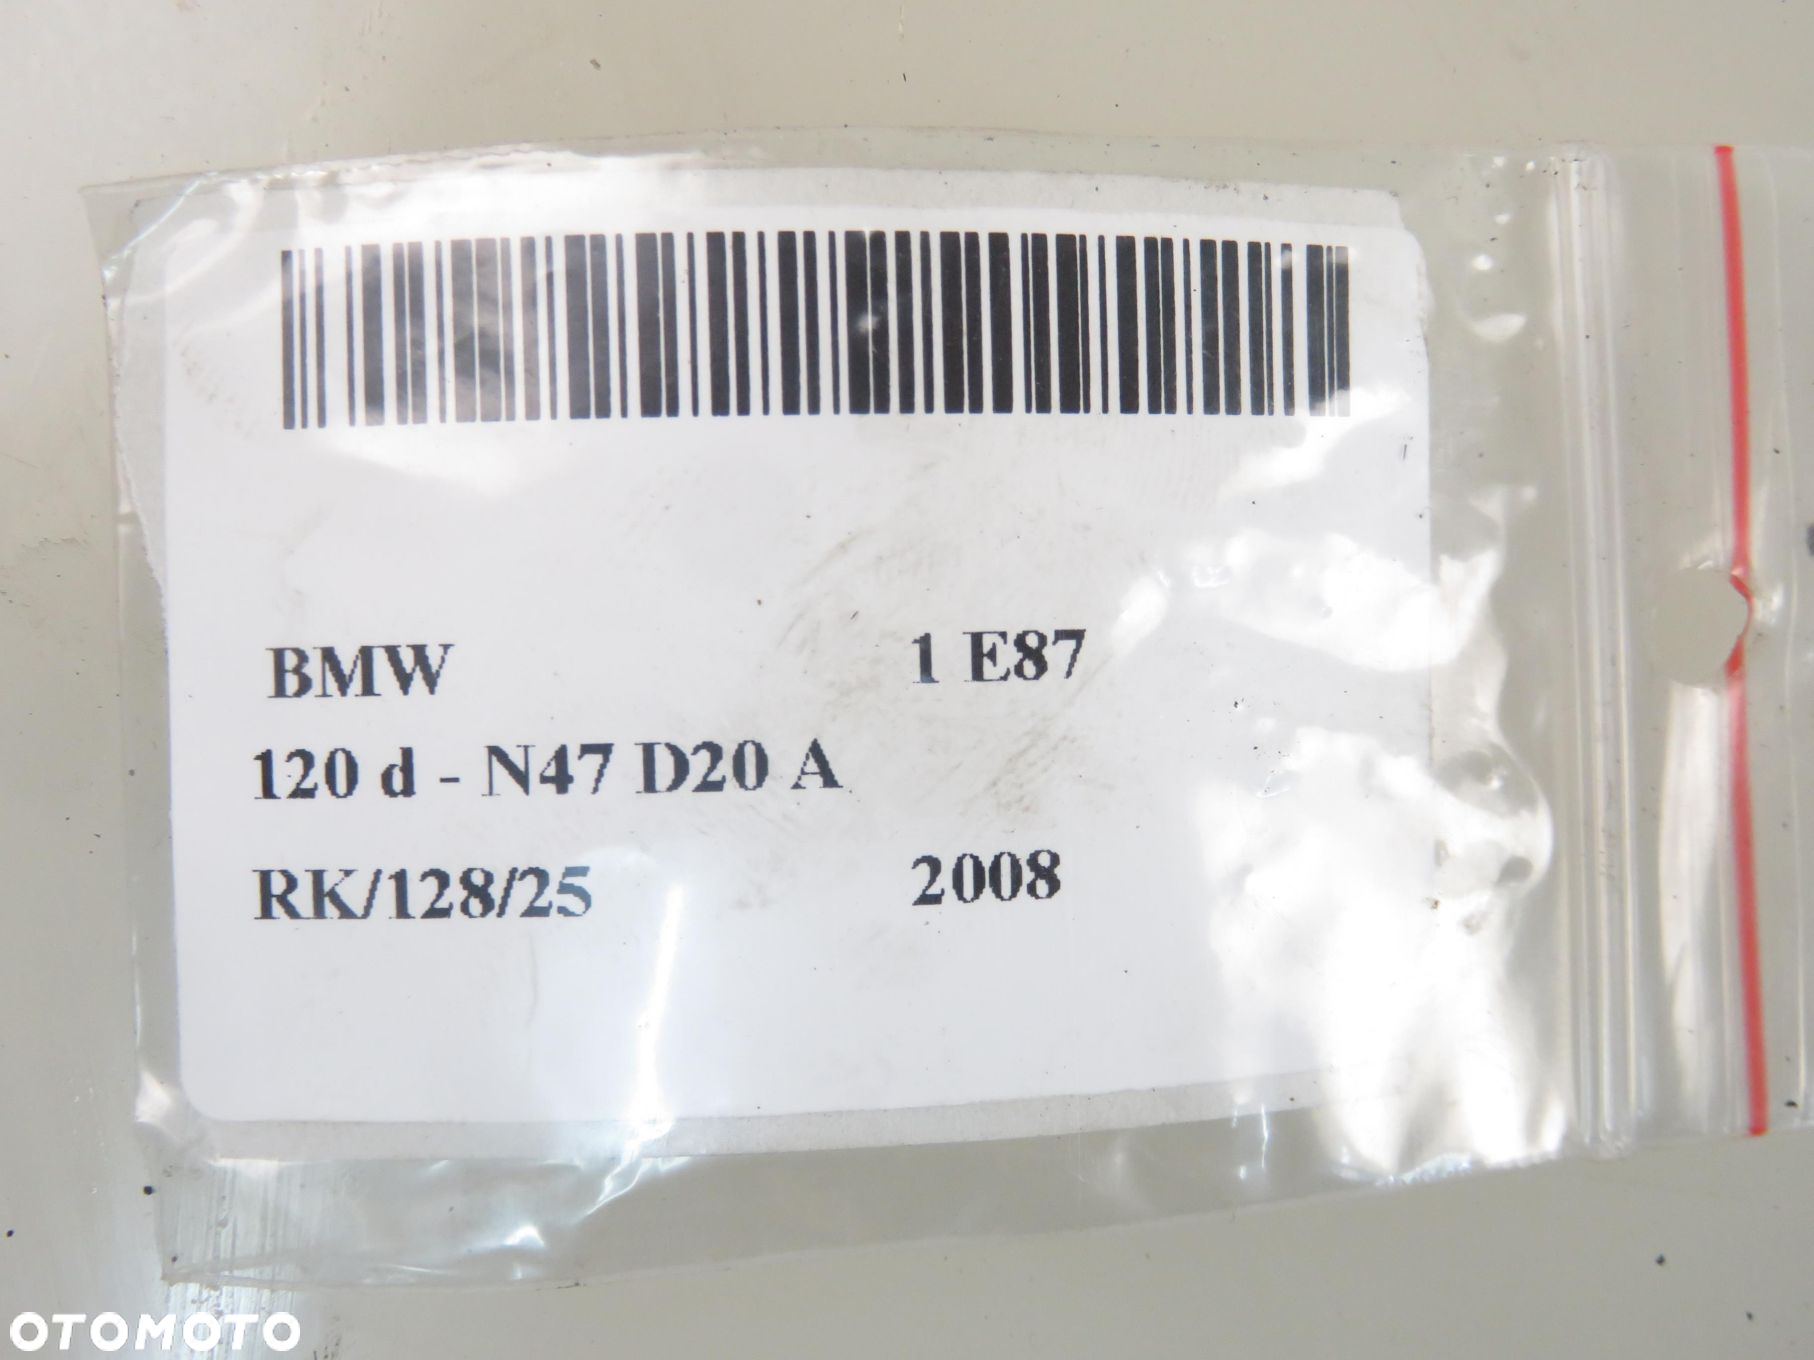 BMW 1 E87
120 d - N47 D20 A
RK/128/25 2008
OTOMOTO